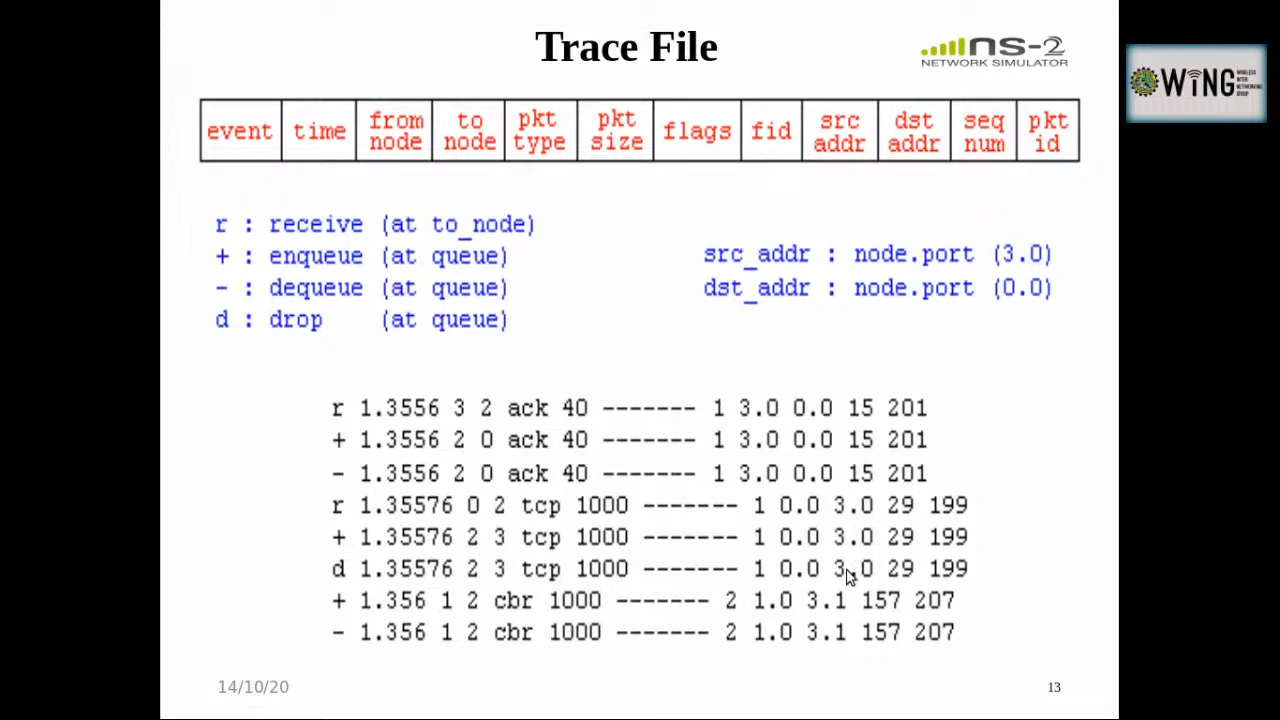 Trace File
ns-2
NETWORK SIMULATOR
WiNG
WIRELESS
INTER
NETWORKING
GROUP
event time from node to node pkt type pkt size flags fid src addr dst addr seq num pkt id
r : receive (at to_node)
+ : enqueue (at queue)
- : dequeue (at queue)
d : drop (at queue)
src_addr : node.port (3.0)
dst_addr : node.port (0.0)
r 1.3556 3 2 ack 40 ------- 1 3.0 0.0 15 201
+ 1.3556 2 0 ack 40 ------- 1 3.0 0.0 15 201
- 1.3556 2 0 ack 40 ------- 1 3.0 0.0 15 201
r 1.35576 0 2 tcp 1000 ------- 1 0.0 3.0 29 199
+ 1.35576 2 3 tcp 1000 ------- 1 0.0 3.0 29 199
d 1.35576 2 3 tcp 1000 ------- 1 0.0 3.0 29 199
+ 1.356 1 2 cbr 1000 ------- 2 1.0 3.1 157 207
- 1.356 1 2 cbr 1000 ------- 2 1.0 3.1 157 207
14/10/20
13